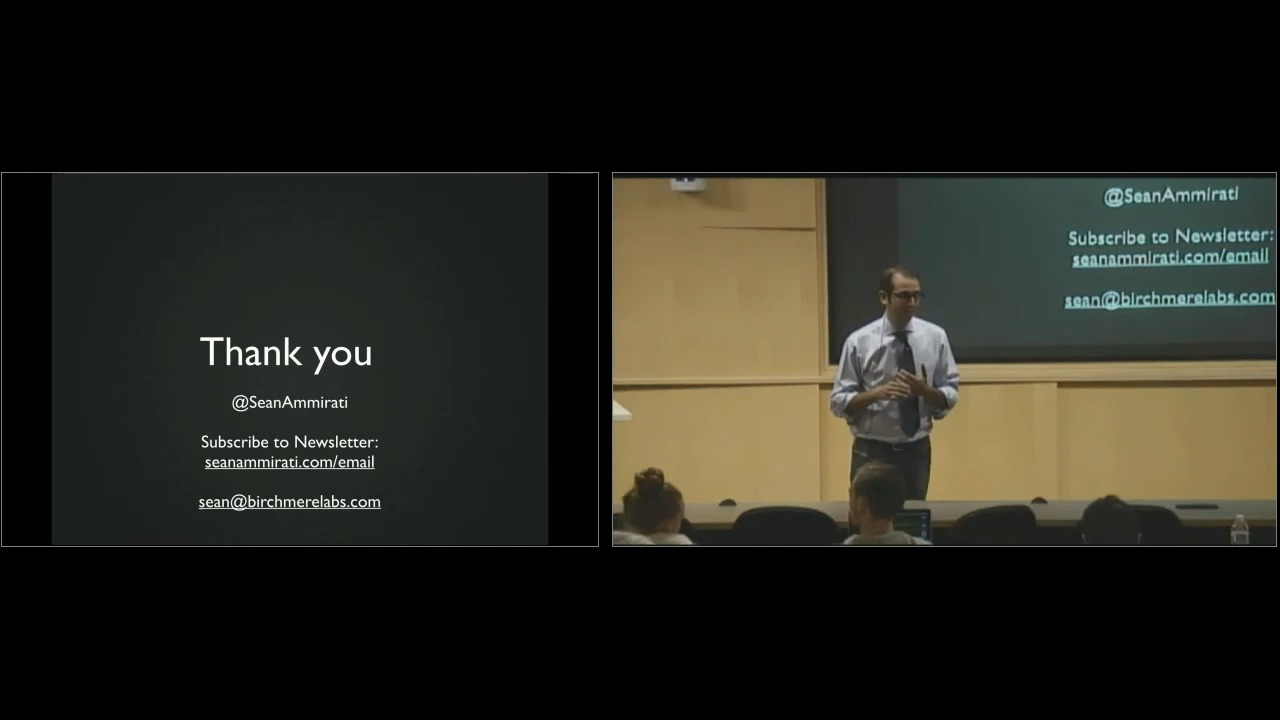 Thank you
@SeanAmmirati
Subscribe to Newsletter:
seanammirati.com/email
sean@birchmerelabs.com
@SeanAmmirati
Subscribe to Newsletter:
seanammirati.com/email
sean@birchmerelabs.com